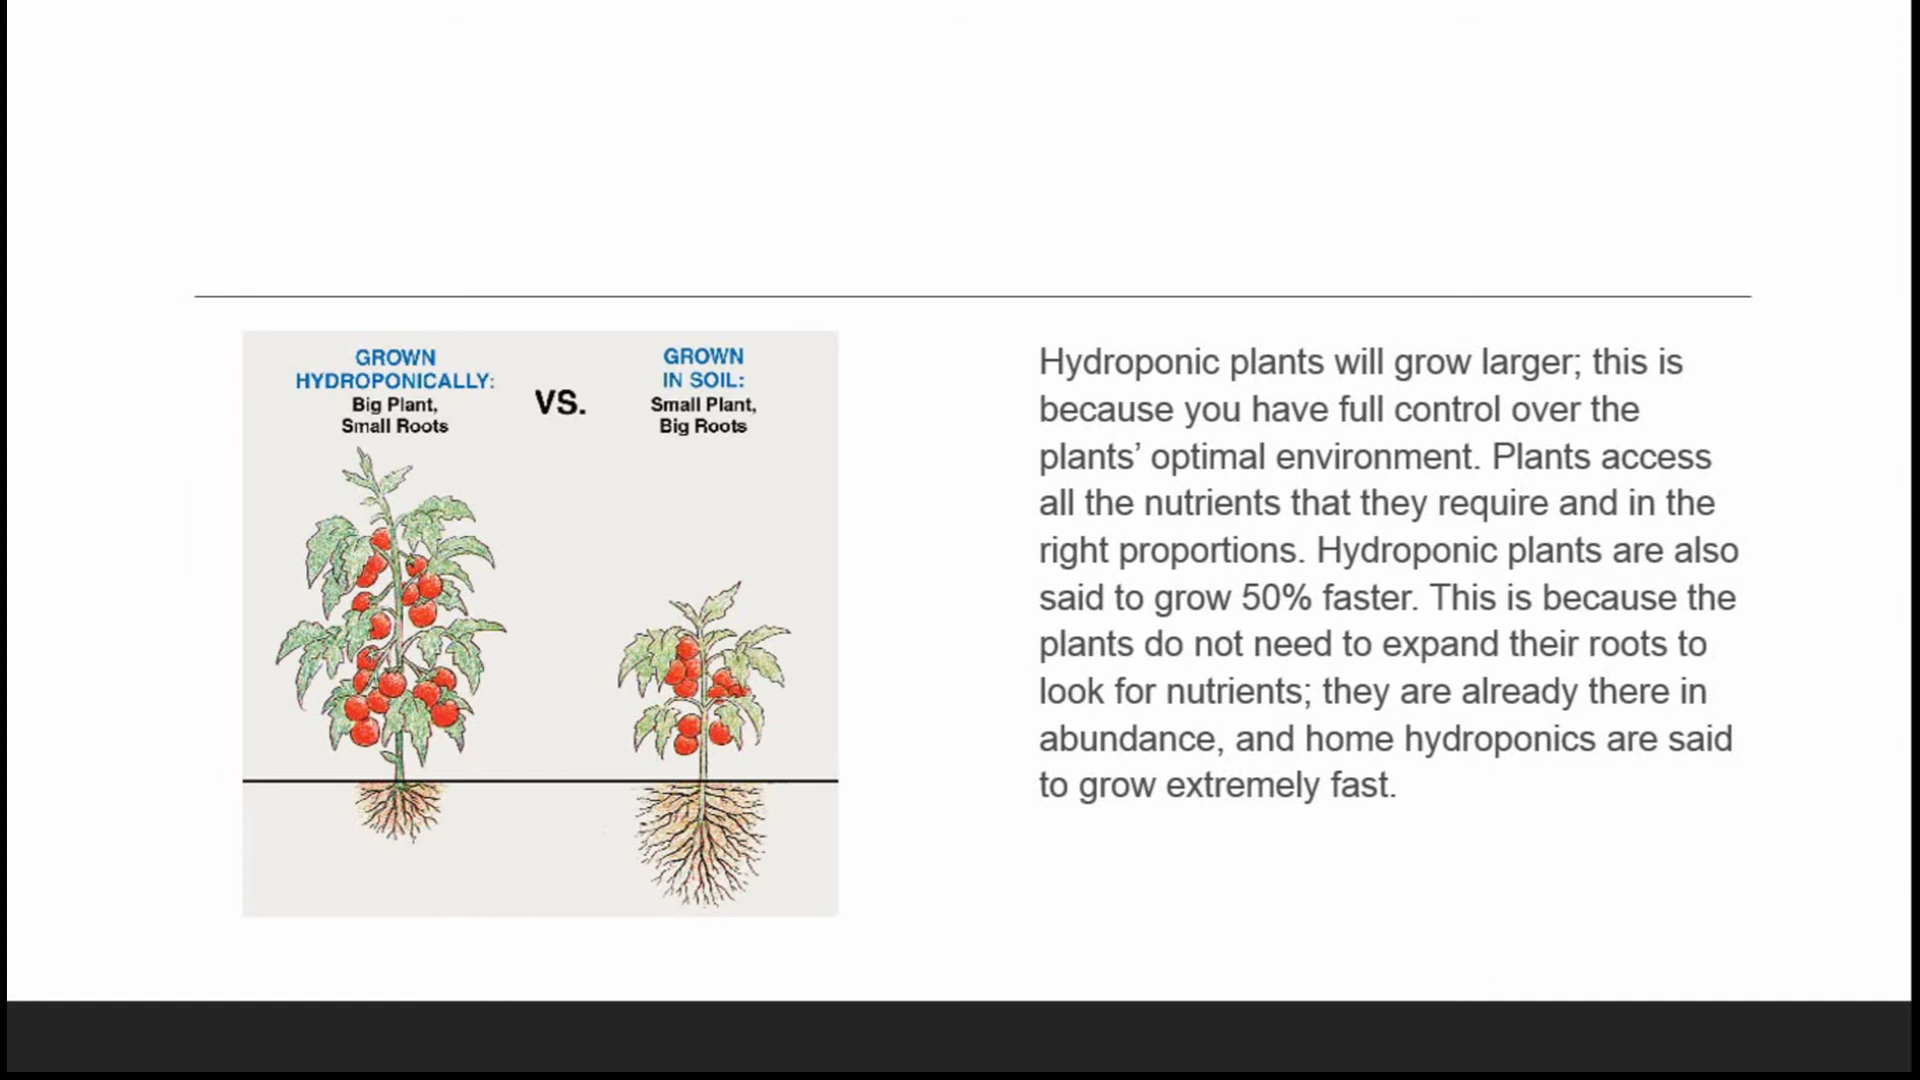 GROWN
HYDROPONICALLY:
Big Plant,
Small Roots
VS.
GROWN
IN SOIL:
Small Plant,
Big Roots
Hydroponic plants will grow larger; this is
because you have full control over the
plants’ optimal environment. Plants access
all the nutrients that they require and in the
right proportions. Hydroponic plants are also
said to grow 50% faster. This is because the
plants do not need to expand their roots to
look for nutrients; they are already there in
abundance, and home hydroponics are said
to grow extremely fast.